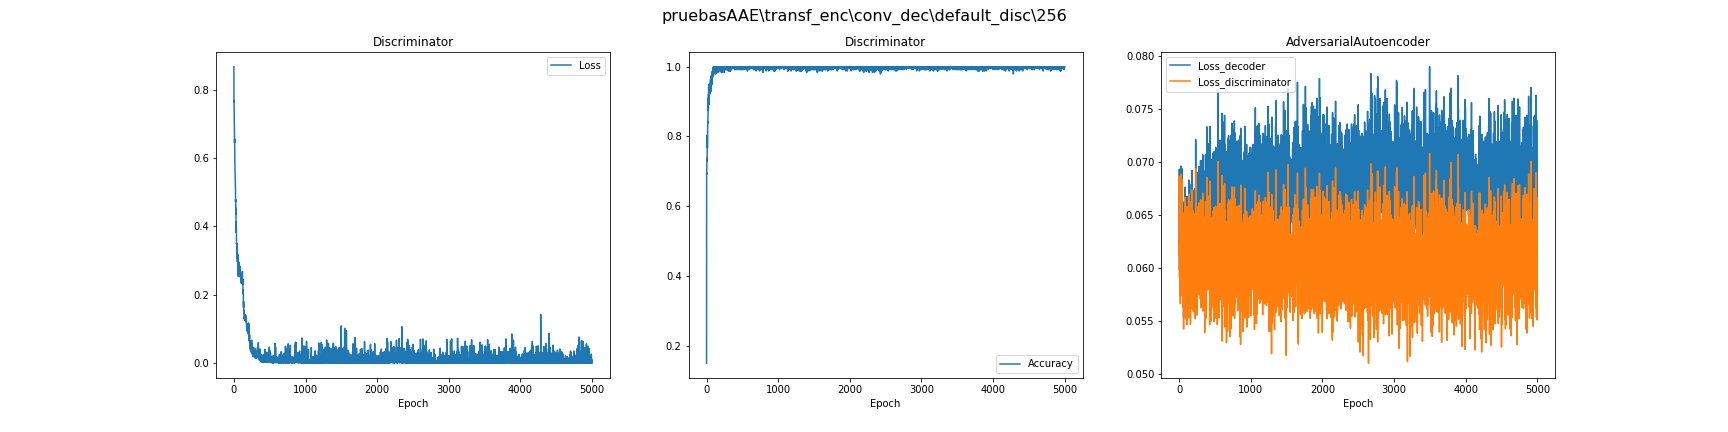 pruebasAAE\transf_enc\conv_dec\default_disc\256
Discriminator
Loss
0.8
0.6
0.4
0.2
0.0
0 1000 2000 3000 4000 5000
Epoch
Discriminator
1.0
0.8
0.6
0.4
0.2
Accuracy
0 1000 2000 3000 4000 5000
Epoch
AdversarialAutoencoder
Loss_decoder
Loss_discriminator
0.080
0.075
0.070
0.065
0.060
0.055
0.050
0 1000 2000 3000 4000 5000
Epoch